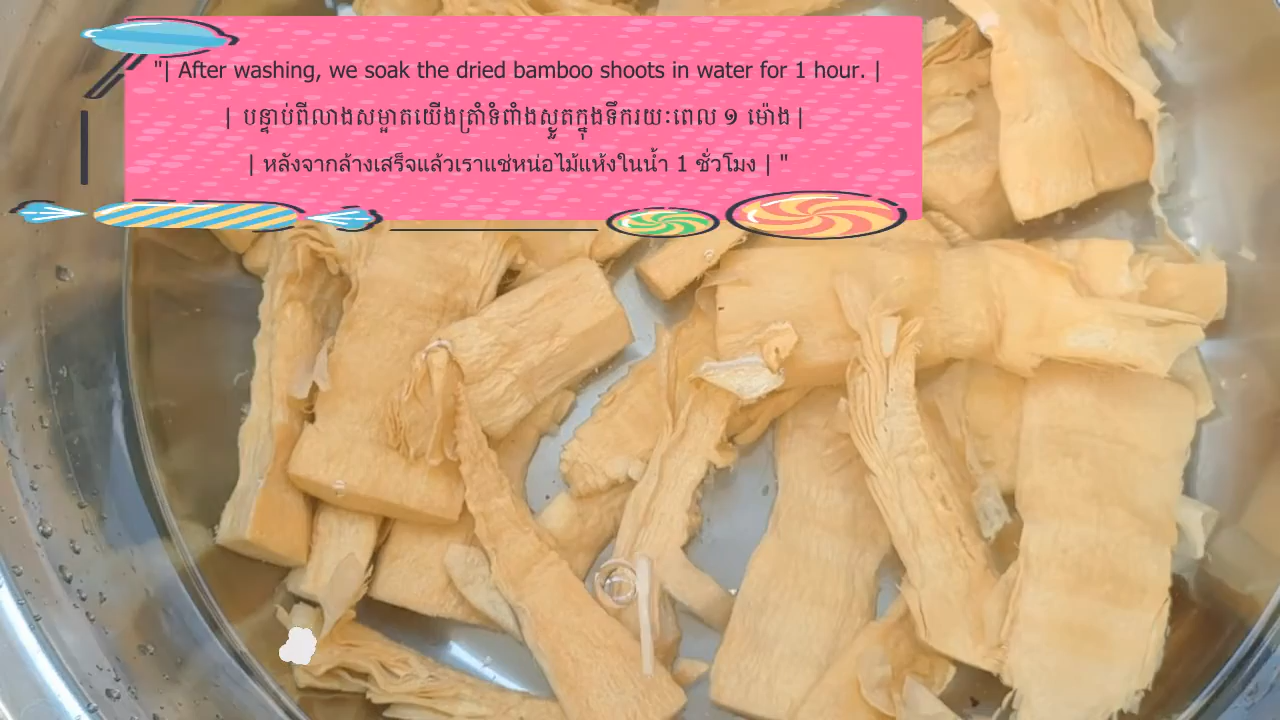 "| After washing, we soak the dried bamboo shoots in water for 1 hour. |
| បន្ទាប់ពីលាងសម្អាតយើងត្រាំទំពាំងស្ងួតក្នុងទឹករយៈពេល ១ ម៉ោង |
| หลังจากล้างเสร็จแล้วเราแช่หน่อไม้แห้งในน้ำ 1 ชั่วโมง | "